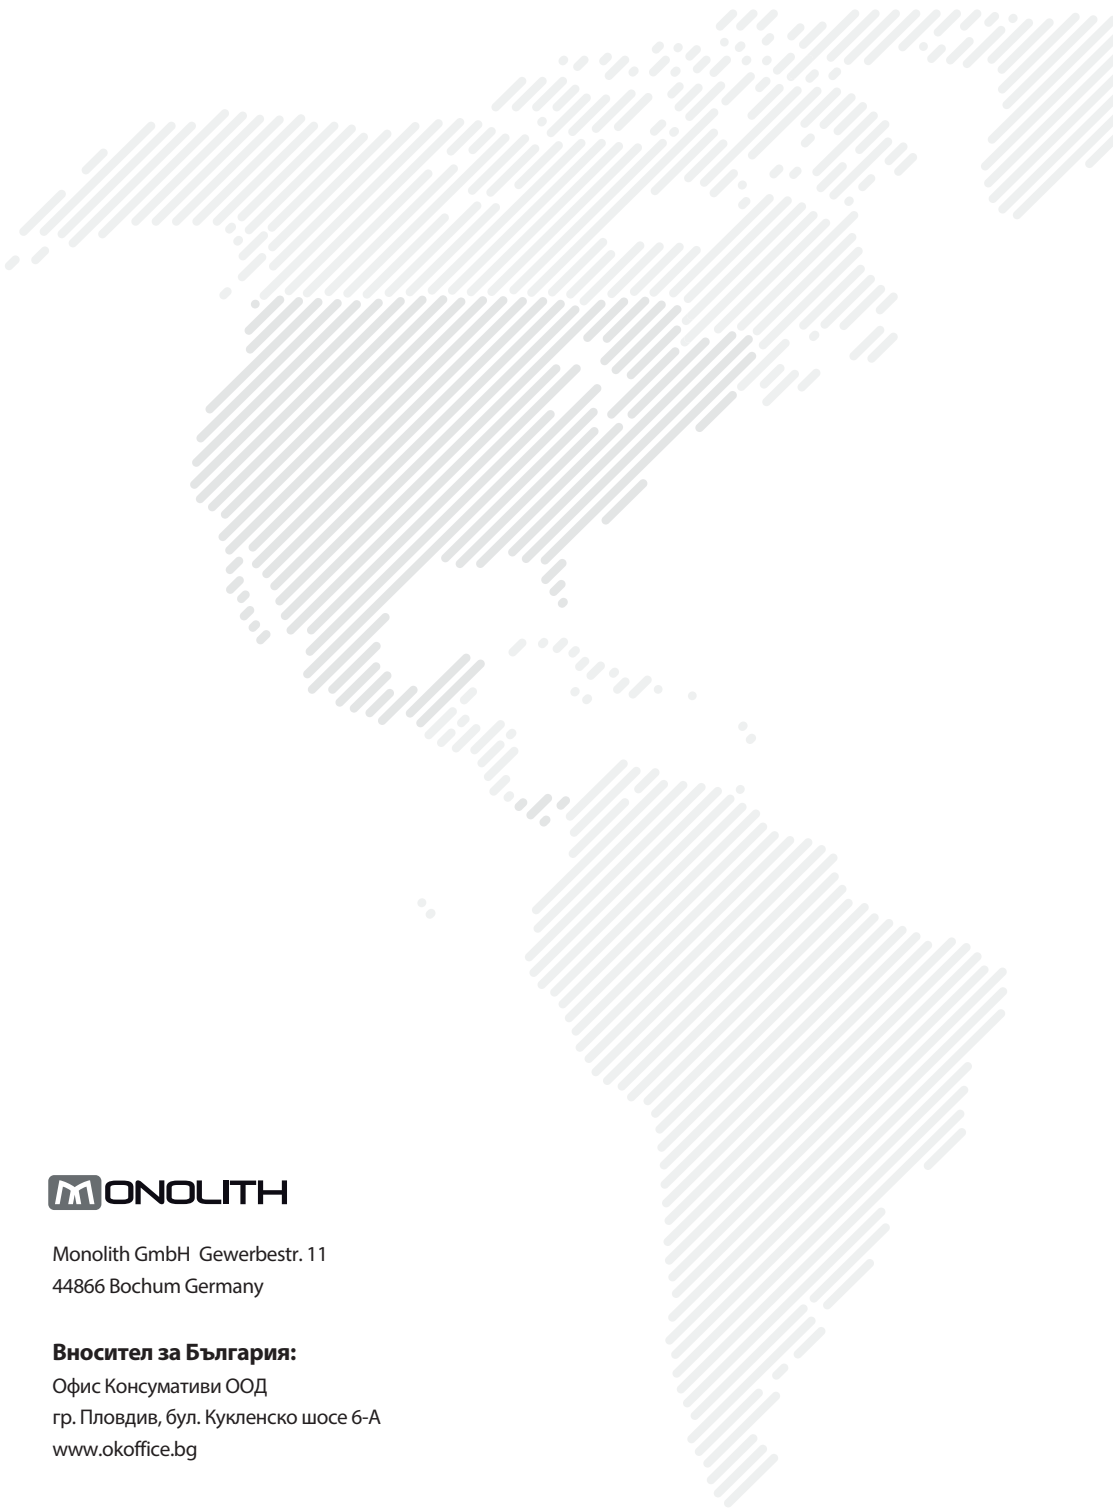 MONOLITH
Monolith GmbH Gewerbestr. 11
44866 Bochum Germany
Вносител за България:
Офис Консумативи ООД
гр. Пловдив, бул. Кукленско шосе 6-А
www.okoffice.bg